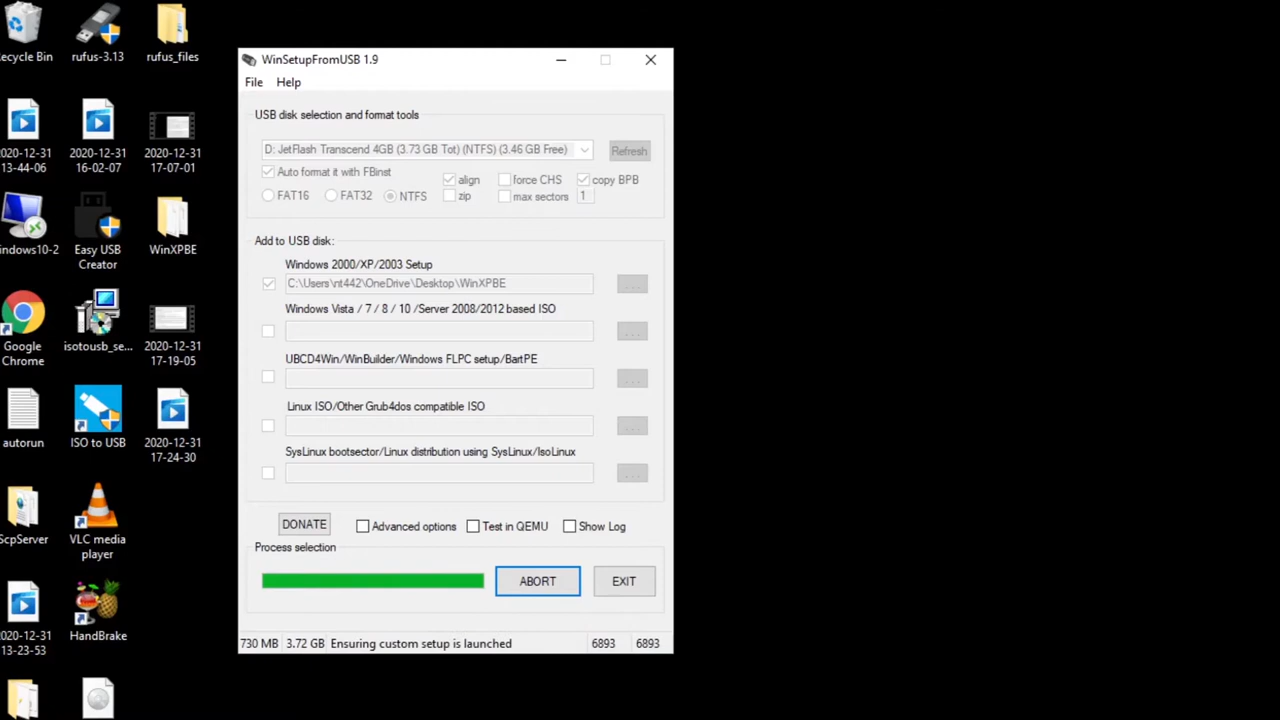 ecycle Bin
rufus-3.13
rufus_files
2020-12-31
13-44-06
2020-12-31
16-02-07
2020-12-31
17-07-01
indows10-2
Easy USB
Creator
WinXPBE
Google
Chrome
isotousb_se...
2020-12-31
17-19-05
autorun
ISO to USB
2020-12-31
17-24-30
ScpServer
VLC media
player
2020-12-31
13-23-53
HandBrake
WinSetupFromUSB 1.9
File Help
USB disk selection and format tools
D: JetFlash Transcend 4GB (3.73 GB Tot) (NTFS) (3.46 GB Free)
Refresh
Auto format it with FBinst
align
force CHS
copy BPB
FAT16
FAT32
NTFS
zip
max sectors
1
Add to USB disk:
Windows 2000/XP/2003 Setup
C:\Users\nt442\OneDrive\Desktop\WinXPBE
...
Windows Vista / 7 / 8 / 10 /Server 2008/2012 based ISO
...
UBCD4Win/WinBuilder/Windows FLPC setup/BartPE
...
Linux ISO/Other Grub4dos compatible ISO
...
SysLinux bootsector/Linux distribution using SysLinux/IsoLinux
...
DONATE
Advanced options
Test in QEMU
Show Log
Process selection
ABORT
EXIT
730 MB 3.72 GB Ensuring custom setup is launched 6893 6893